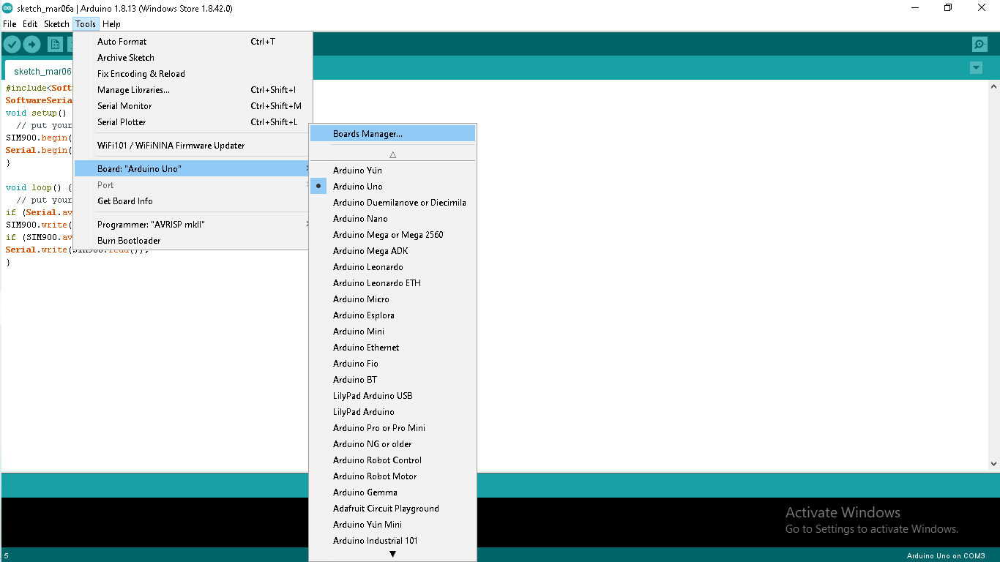 sketch_mar06a | Arduino 1.8.13 (Windows Store 1.8.42.0)
File Edit Sketch Tools Help
Auto Format Ctrl+T
Archive Sketch
Fix Encoding & Reload
Manage Libraries... Ctrl+Shift+I
Serial Monitor Ctrl+Shift+M
Serial Plotter Ctrl+Shift+L
WiFi101 / WiFiNINA Firmware Updater
Board: "Arduino Uno"
Port
Get Board Info
Programmer: "AVRISP mkII"
Burn Bootloader
Boards Manager...
Arduino Yún
Arduino Uno
Arduino Duemilanove or Diecimila
Arduino Nano
Arduino Mega or Mega 2560
Arduino Mega ADK
Arduino Leonardo
Arduino Leonardo ETH
Arduino Micro
Arduino Esplora
Arduino Mini
Arduino Ethernet
Arduino Fio
Arduino BT
LilyPad Arduino USB
LilyPad Arduino
Arduino Pro or Pro Mini
Arduino NG or older
Arduino Robot Control
Arduino Robot Motor
Arduino Gemma
Adafruit Circuit Playground
Arduino Yún Mini
Arduino Industrial 101
sketch_mar06
#include<Soft
SoftwareSeria
void setup()
// put your
SIM900.begin(
Serial.begin(
}
void loop() {
// put your
if (Serial.av
SIM900.write(
if (SIM900.av
Serial.write(
}
Activate Windows
Go to Settings to activate Windows.
5
Arduino Uno on COM3